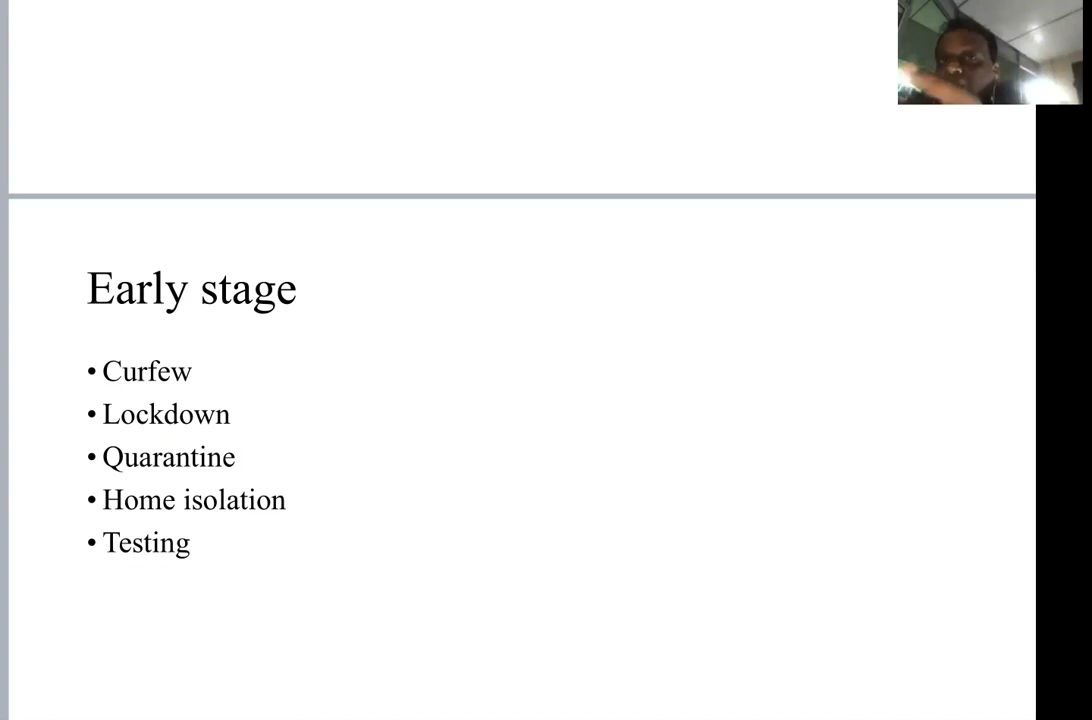 Early stage
• Curfew
• Lockdown
• Quarantine
• Home isolation
• Testing